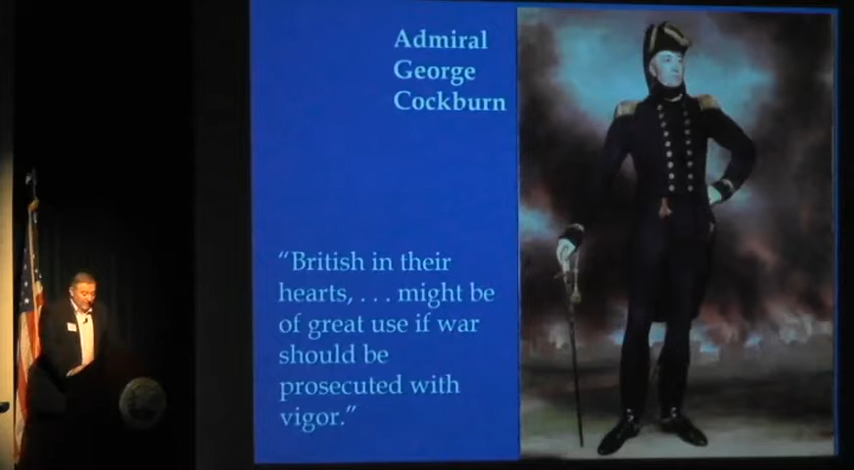 Admiral
George
Cockburn
“British in their
hearts, . . . might be
of great use if war
should be
prosecuted with
vigor.”